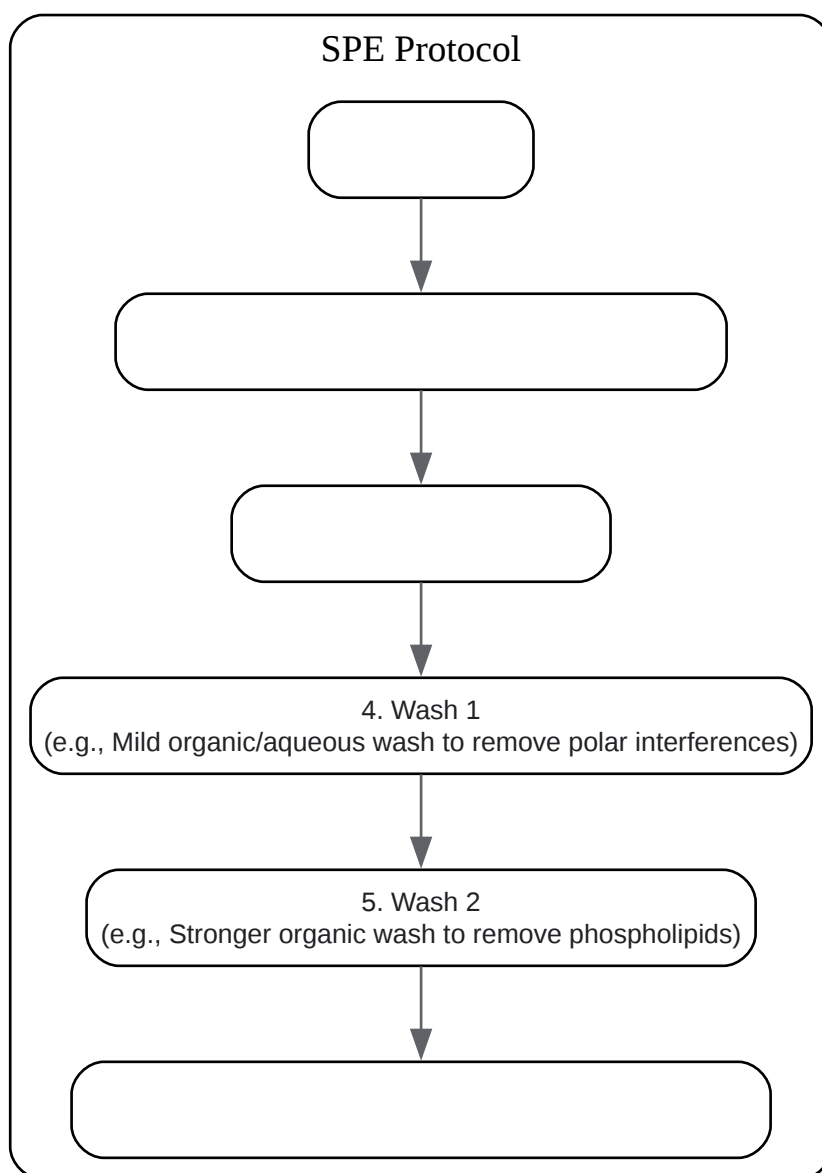 SPE Protocol
4. Wash 1
(e.g., Mild organic/aqueous wash to remove polar interferences)
5. Wash 2
(e.g., Stronger organic wash to remove phospholipids)